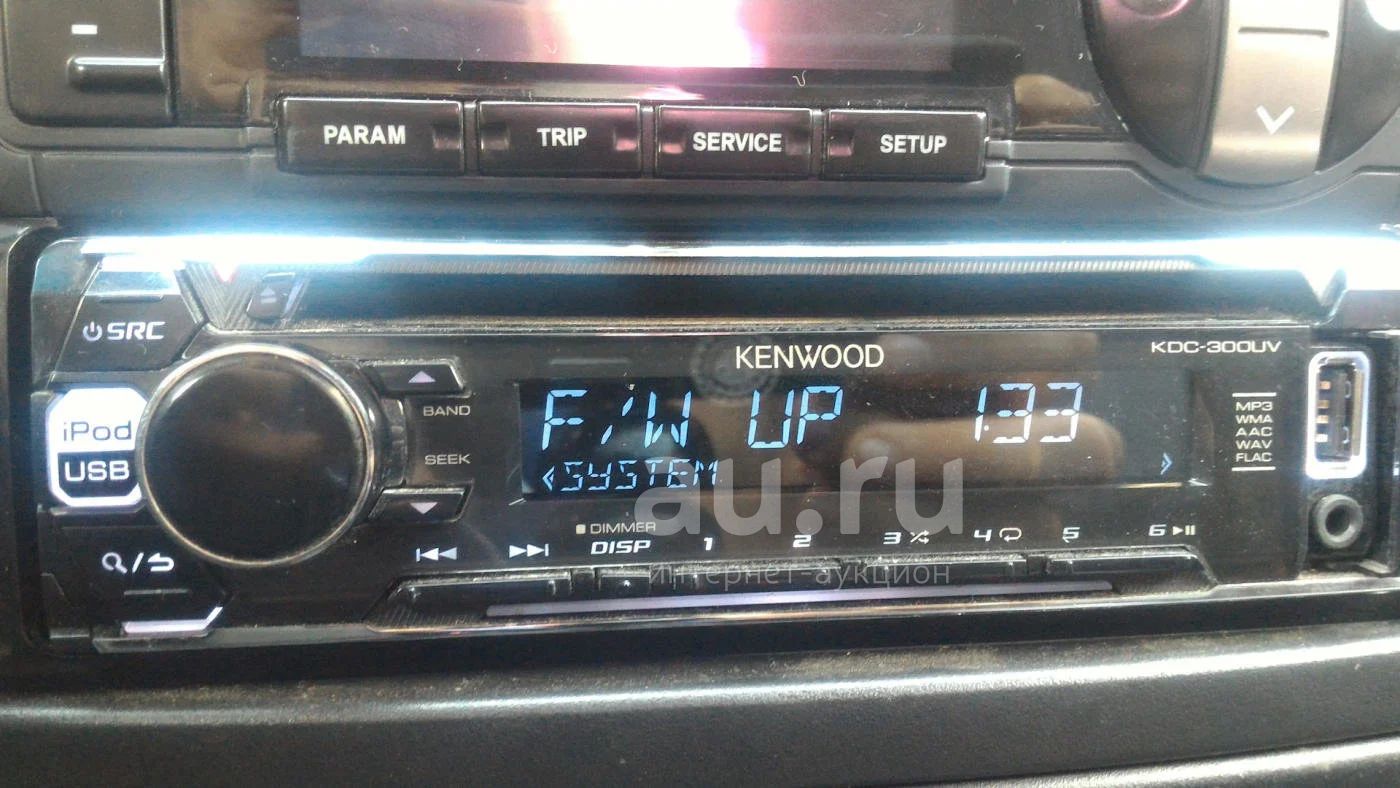 PARAM TRIP SERVICE SETUP
SRC
KENWOOD
KDC-300UV
iPod
USB
BAND
SEEK
F/W UP 1.33
<SYSTEM >
MP3
WMA
AAC
WAV
FLAC
au.ru
интернет-аукцион
DIMMER
DISP 1 2 3 4 5 6